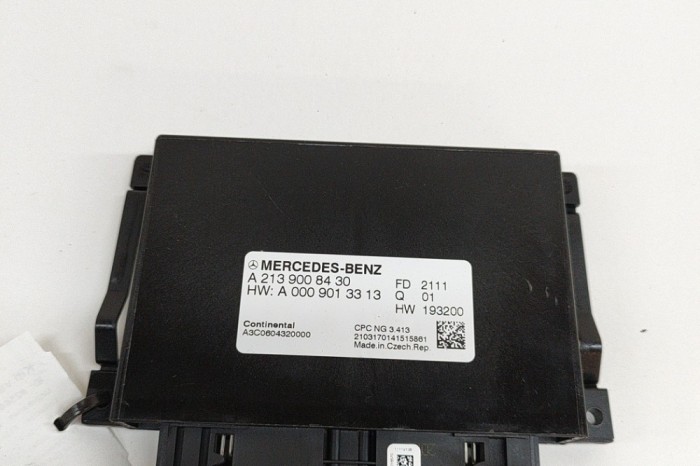 MERCEDES-BENZ
A 213 900 84 30
HW: A 000 901 33 13
FD 2111
Q 01
HW 193200
Continental
A3C0604320000
CPC NG 3.413
2103170141515861
Made.in.Czech.Rep.